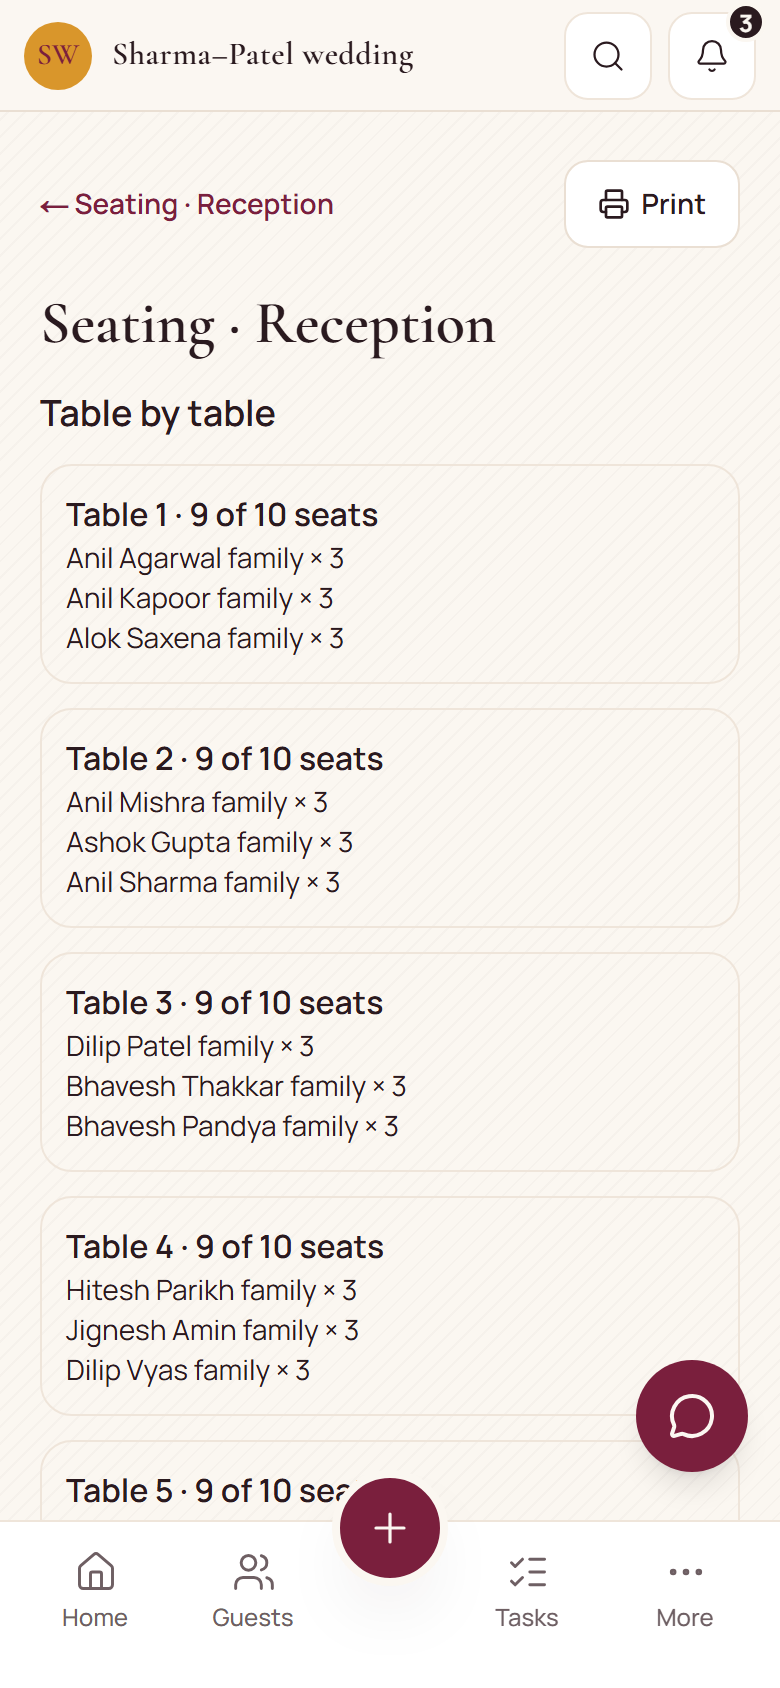 SW
Sharma–Patel wedding
3
← Seating · Reception
Print
Seating · Reception
Table by table
Table 1 · 9 of 10 seats
Anil Agarwal family × 3
Anil Kapoor family × 3
Alok Saxena family × 3
Table 2 · 9 of 10 seats
Anil Mishra family × 3
Ashok Gupta family × 3
Anil Sharma family × 3
Table 3 · 9 of 10 seats
Dilip Patel family × 3
Bhavesh Thakkar family × 3
Bhavesh Pandya family × 3
Table 4 · 9 of 10 seats
Hitesh Parikh family × 3
Jignesh Amin family × 3
Dilip Vyas family × 3
Table 5 · 9 of 10
Home
Guests
Tasks
More